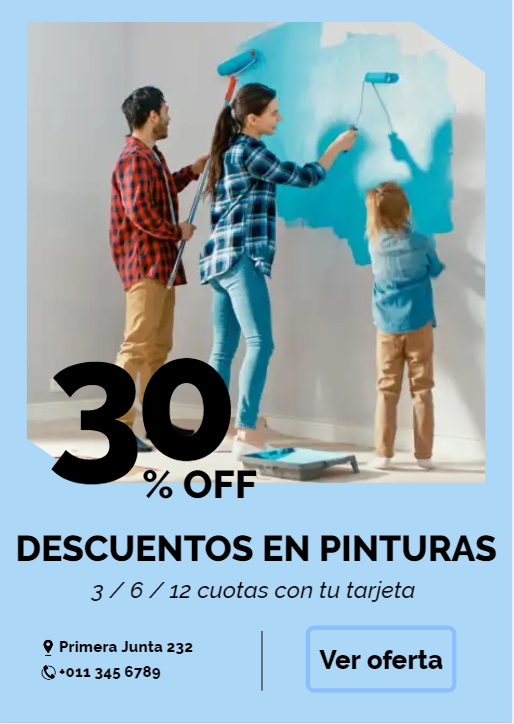 30
% OFF
DESCUENTOS EN PINTURAS
3 / 6 / 12 cuotas con tu tarjeta
Primera Junta 232
+011 345 6789
Ver oferta